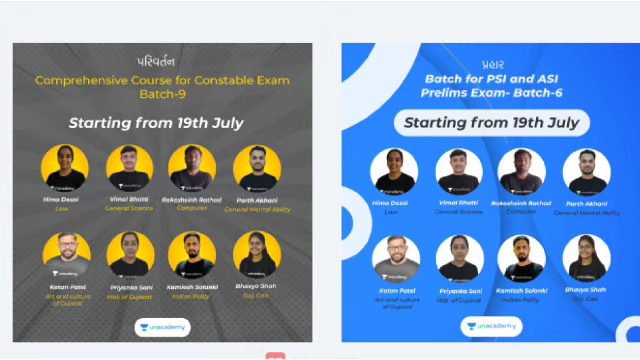 પરિવર્તન
Comprehensive Course for Constable Exam
Batch-9
Starting from 19th July
Hima Desai
Law
Vimal Bhatti
General Science
Rakeshsinh Rathod
Computer
Parth Akhani
General Mental Ability
Ketan Patel
Art and culture
of Gujarat
Priyanka Soni
Hist. of Gujarat
Kamlesh Solanki
Indian Polity
Bhavya Shah
Guj. Geo
unacademy
પ્રહાર
Batch for PSI and ASI
Prelims Exam- Batch-6
Starting from 19th July
Hima Desai
Law
Vimal Bhatti
General Science
Rakeshsinh Rathod
Computer
Parth Akhani
General Mental Ability
Ketan Patel
Art and culture
of Gujarat
Priyanka Soni
Hist. of Gujarat
Kamlesh Solanki
Indian Polity
Bhavya Shah
Guj. Geo
unacademy